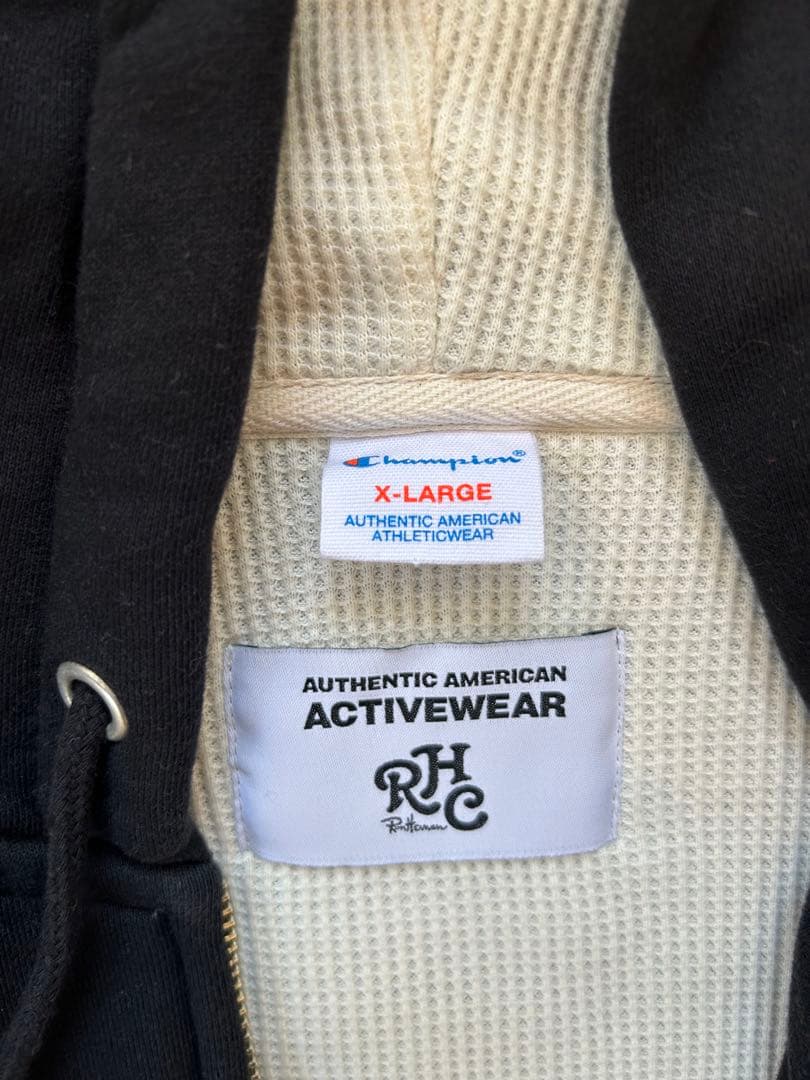 Champion®
X-LARGE
AUTHENTIC AMERICAN
ATHLETICWEAR
AUTHENTIC AMERICAN
ACTIVEWEAR
RHC
Ron Herman